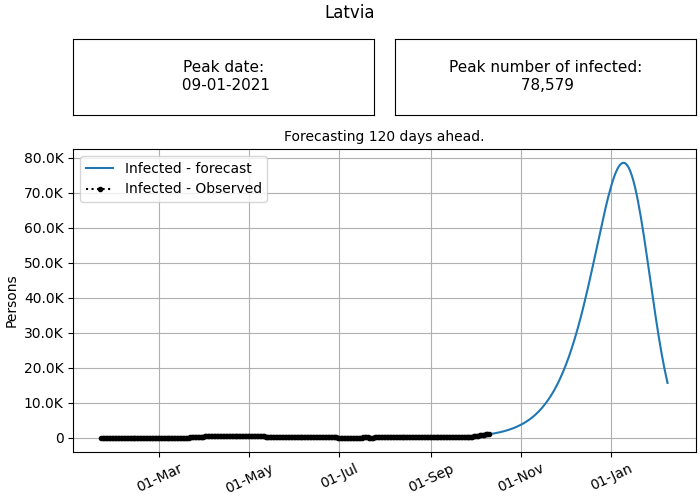 Latvia
Peak date:
09-01-2021
Peak number of infected:
78,579
Forecasting 120 days ahead.
Infected - forecast
Infected - Observed
80.0K
70.0K
60.0K
50.0K
40.0K
30.0K
20.0K
10.0K
0
Persons
01-Mar
01-May
01-Jul
01-Sep
01-Nov
01-Jan